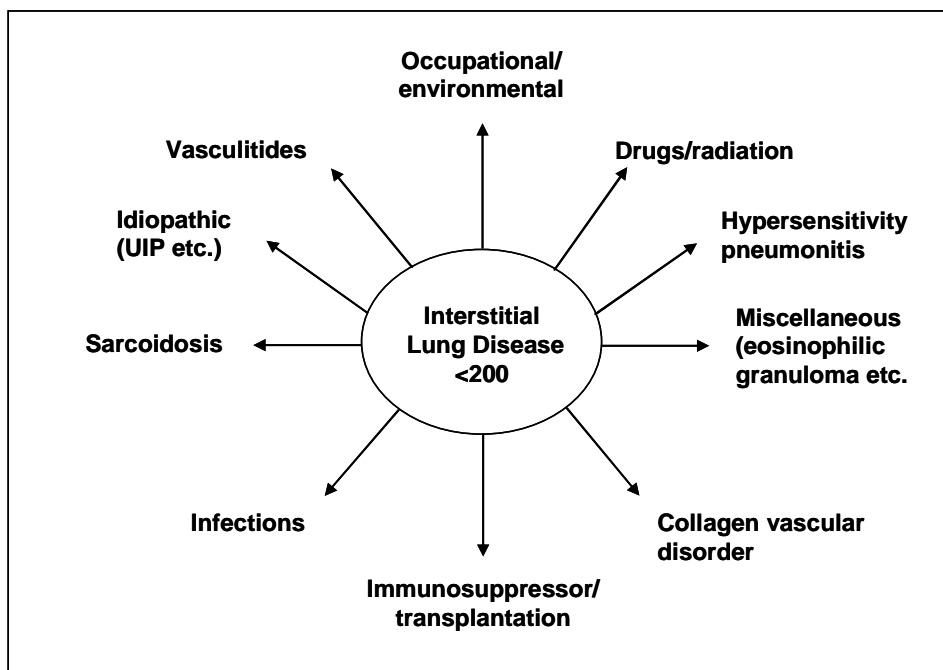 Occupational/
environmental
Vasculitides
Drugs/radiation
Idiopathic
(UIP etc.)
Hypersensitivity
pneumonitis
Interstitial
Lung Disease
<200
Sarcoidosis
Miscellaneous
(eosinophilic
granuloma etc.
Infections
Collagen vascular
disorder
Immunosuppressor/
transplantation